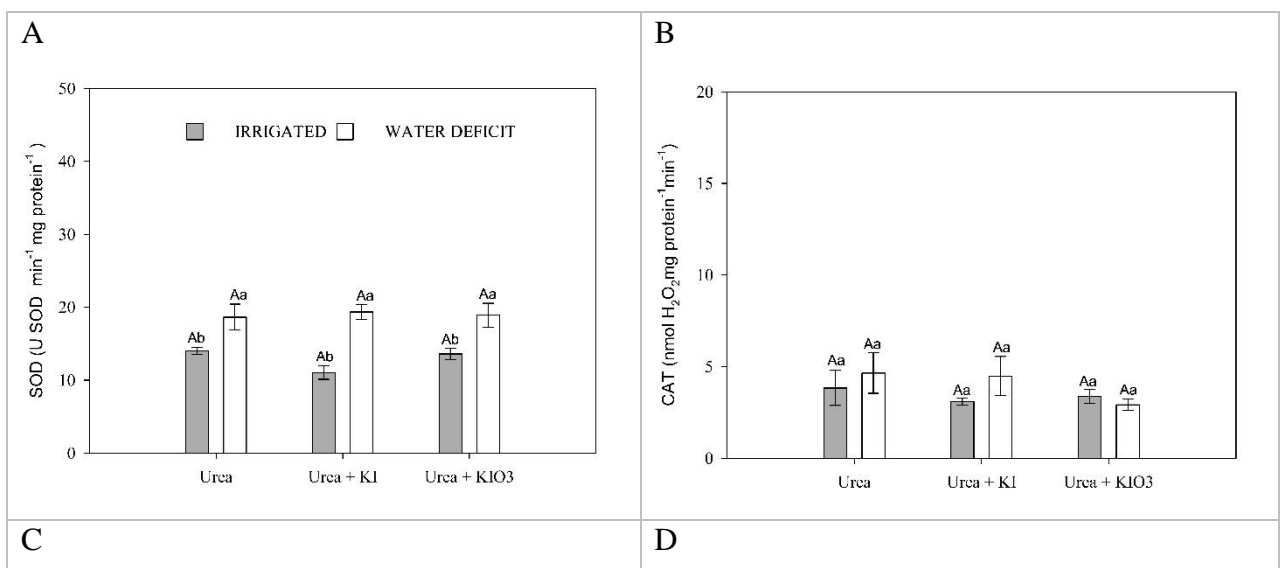 A
50
40
30
20
10
0
SOD (U SOD min⁻¹ mg protein⁻¹)
IRRIGATED WATER DEFICIT
Ab Aa Ab Aa Ab Aa
Urea Urea + KI Urea + KIO3
B
20
15
10
5
0
CAT (nmol H₂O₂mg protein⁻¹min⁻¹)
Aa Aa Aa Aa Aa Aa
Urea Urea + KI Urea + KIO3
C
D